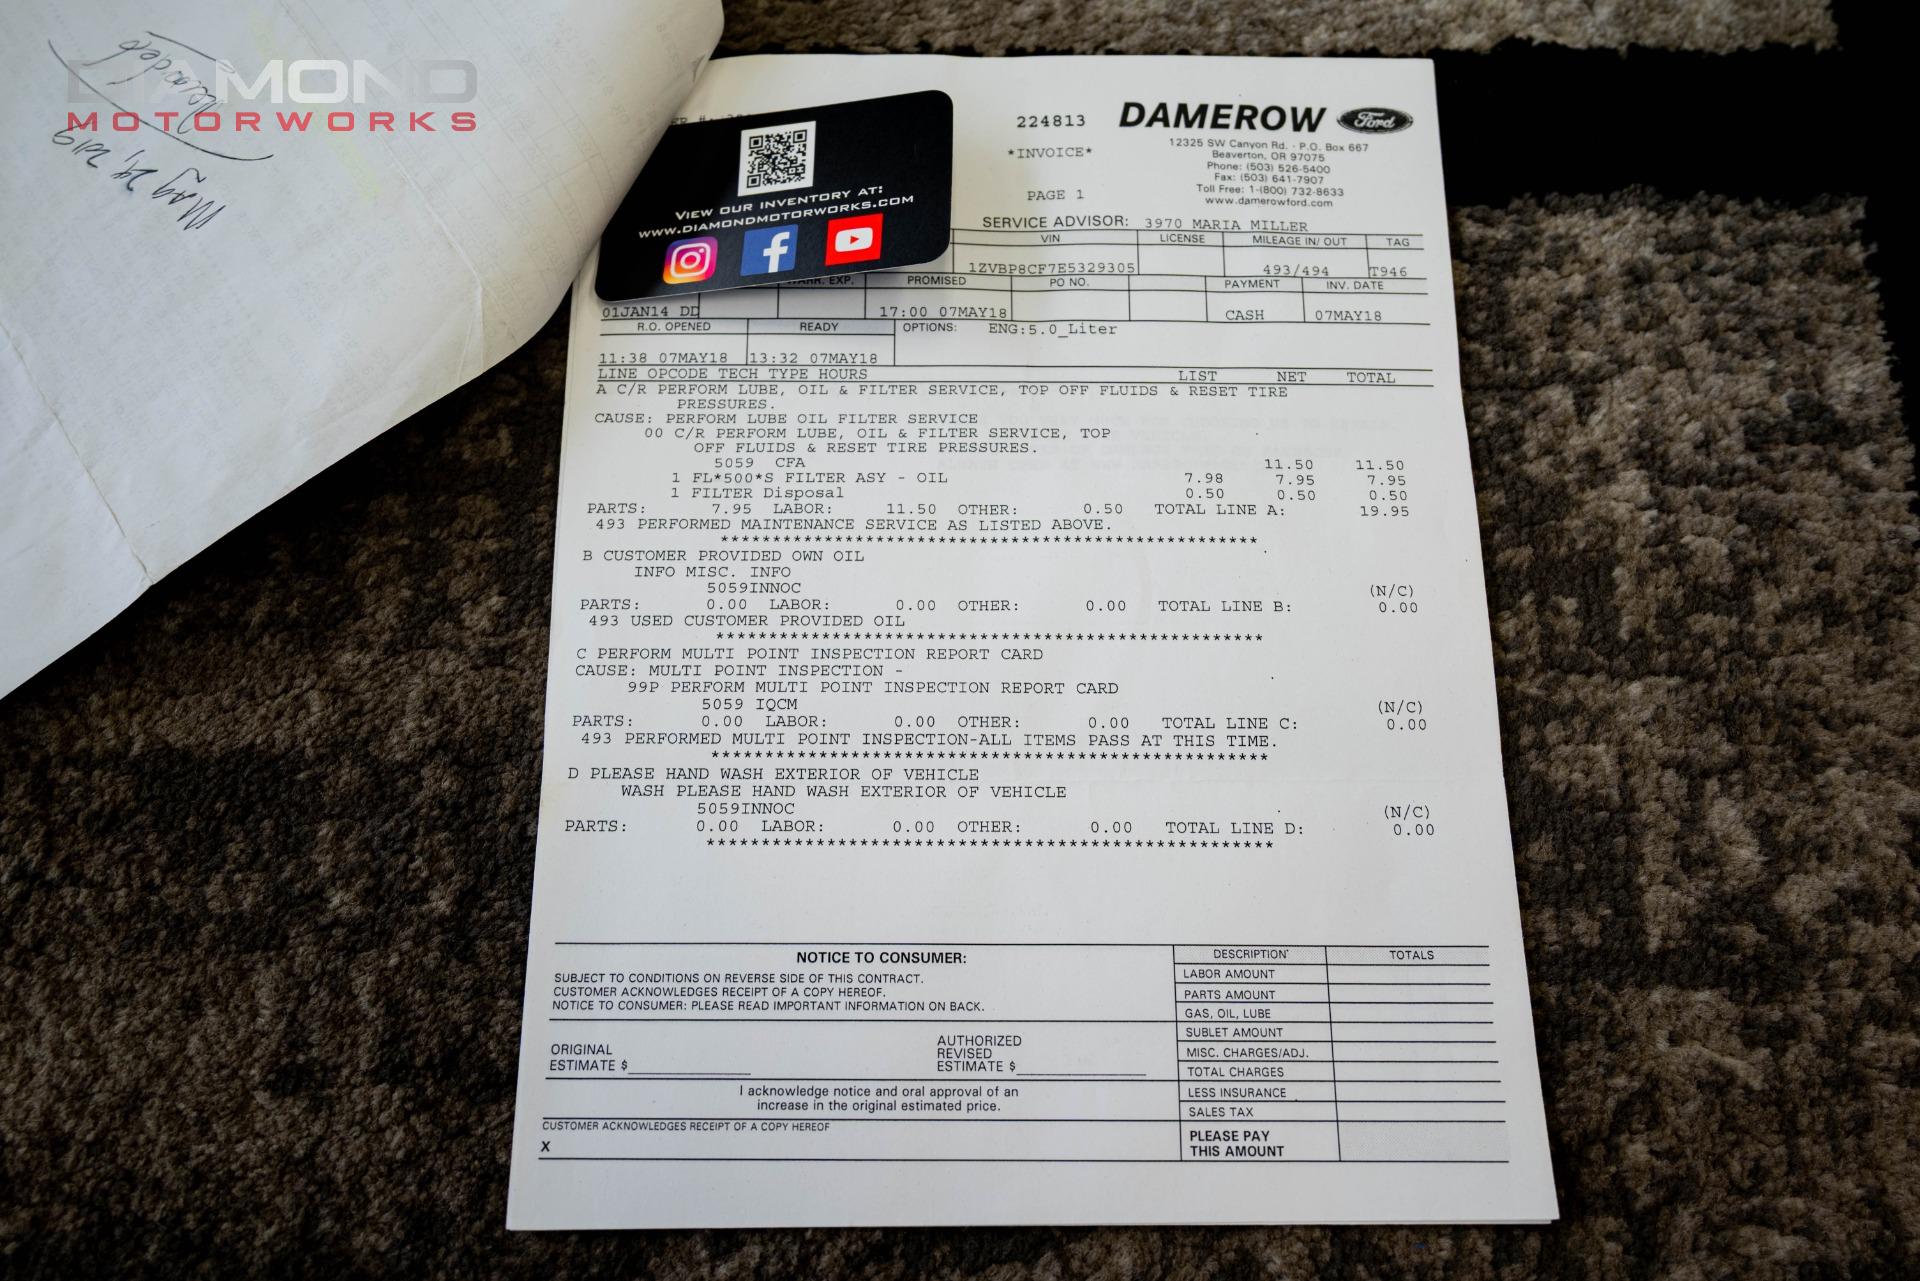 DIAMOND
MOTORWORKS
MAY 24, 2019
VIEW OUR INVENTORY AT:
WWW.DIAMONDMOTORWORKS.COM
224813
*INVOICE*
PAGE 1
DAMEROW Ford
12325 SW Canyon Rd. · P.O. Box 667
Beaverton, OR 97075
Phone: (503) 526-5400
Fax: (503) 641-7907
Toll Free: 1-(800) 732-8633
www.damerowford.com
SERVICE ADVISOR: 3970 MARIA MILLER
VIN LICENSE MILEAGE IN/ OUT TAG
1ZVBP8CF7E5329305 493/494 T946
WARR. EXP. PROMISED PO NO. PAYMENT INV. DATE
01JAN14 DD 17:00 07MAY18 CASH 07MAY18
R.O. OPENED READY OPTIONS: ENG:5.0_Liter
11:38 07MAY18 13:32 07MAY18
LINE OPCODE TECH TYPE HOURS LIST NET TOTAL
A C/R PERFORM LUBE, OIL & FILTER SERVICE, TOP OFF FLUIDS & RESET TIRE
PRESSURES.
CAUSE: PERFORM LUBE OIL FILTER SERVICE
00 C/R PERFORM LUBE, OIL & FILTER SERVICE, TOP
OFF FLUIDS & RESET TIRE PRESSURES.
5059 CFA 11.50 11.50
1 FL*500*S FILTER ASY - OIL 7.98 7.95 7.95
1 FILTER Disposal 0.50 0.50 0.50
PARTS: 7.95 LABOR: 11.50 OTHER: 0.50 TOTAL LINE A: 19.95
493 PERFORMED MAINTENANCE SERVICE AS LISTED ABOVE.
***************************************************
B CUSTOMER PROVIDED OWN OIL
INFO MISC. INFO
5059INNOC (N/C)
PARTS: 0.00 LABOR: 0.00 OTHER: 0.00 TOTAL LINE B: 0.00
493 USED CUSTOMER PROVIDED OIL
****************************************************
C PERFORM MULTI POINT INSPECTION REPORT CARD
CAUSE: MULTI POINT INSPECTION -
99P PERFORM MULTI POINT INSPECTION REPORT CARD
5059 IQCM (N/C)
PARTS: 0.00 LABOR: 0.00 OTHER: 0.00 TOTAL LINE C: 0.00
493 PERFORMED MULTI POINT INSPECTION-ALL ITEMS PASS AT THIS TIME.
*****************************************************
D PLEASE HAND WASH EXTERIOR OF VEHICLE
WASH PLEASE HAND WASH EXTERIOR OF VEHICLE
5059INNOC (N/C)
PARTS: 0.00 LABOR: 0.00 OTHER: 0.00 TOTAL LINE D: 0.00
*****************************************************
NOTICE TO CONSUMER:
SUBJECT TO CONDITIONS ON REVERSE SIDE OF THIS CONTRACT.
CUSTOMER ACKNOWLEDGES RECEIPT OF A COPY HEREOF.
NOTICE TO CONSUMER: PLEASE READ IMPORTANT INFORMATION ON BACK.
ORIGINAL
ESTIMATE $
AUTHORIZED
REVISED
ESTIMATE $
I acknowledge notice and oral approval of an
increase in the original estimated price.
CUSTOMER ACKNOWLEDGES RECEIPT OF A COPY HEREOF
X
DESCRIPTION TOTALS
LABOR AMOUNT
PARTS AMOUNT
GAS, OIL, LUBE
SUBLET AMOUNT
MISC. CHARGES/ADJ.
TOTAL CHARGES
LESS INSURANCE
SALES TAX
PLEASE PAY
THIS AMOUNT